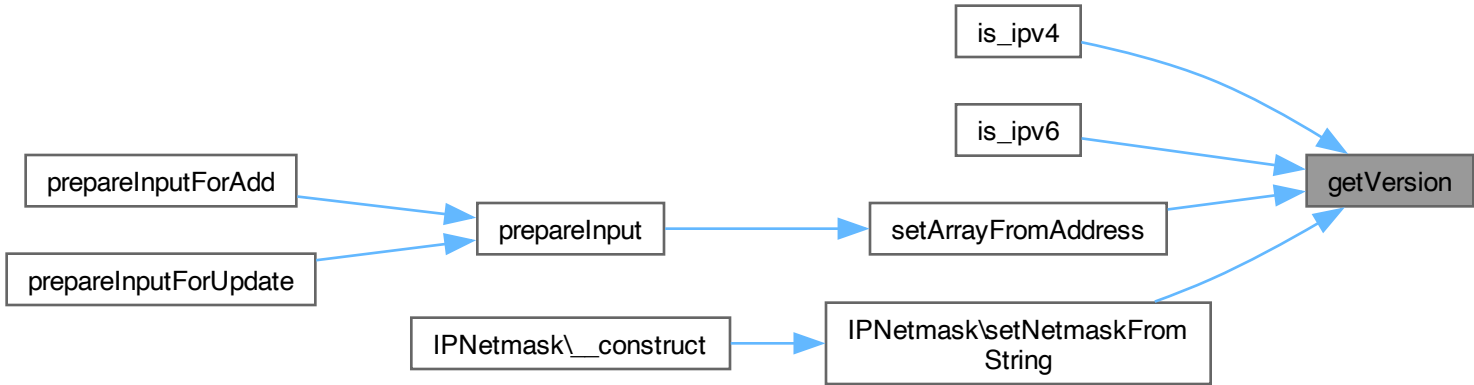 is_ipv4
is_ipv6
prepareInputForAdd
getVersion
prepareInput
setArrayFromAddress
prepareInputForUpdate
IPNetmask\__construct
IPNetmask\setNetmaskFrom
String